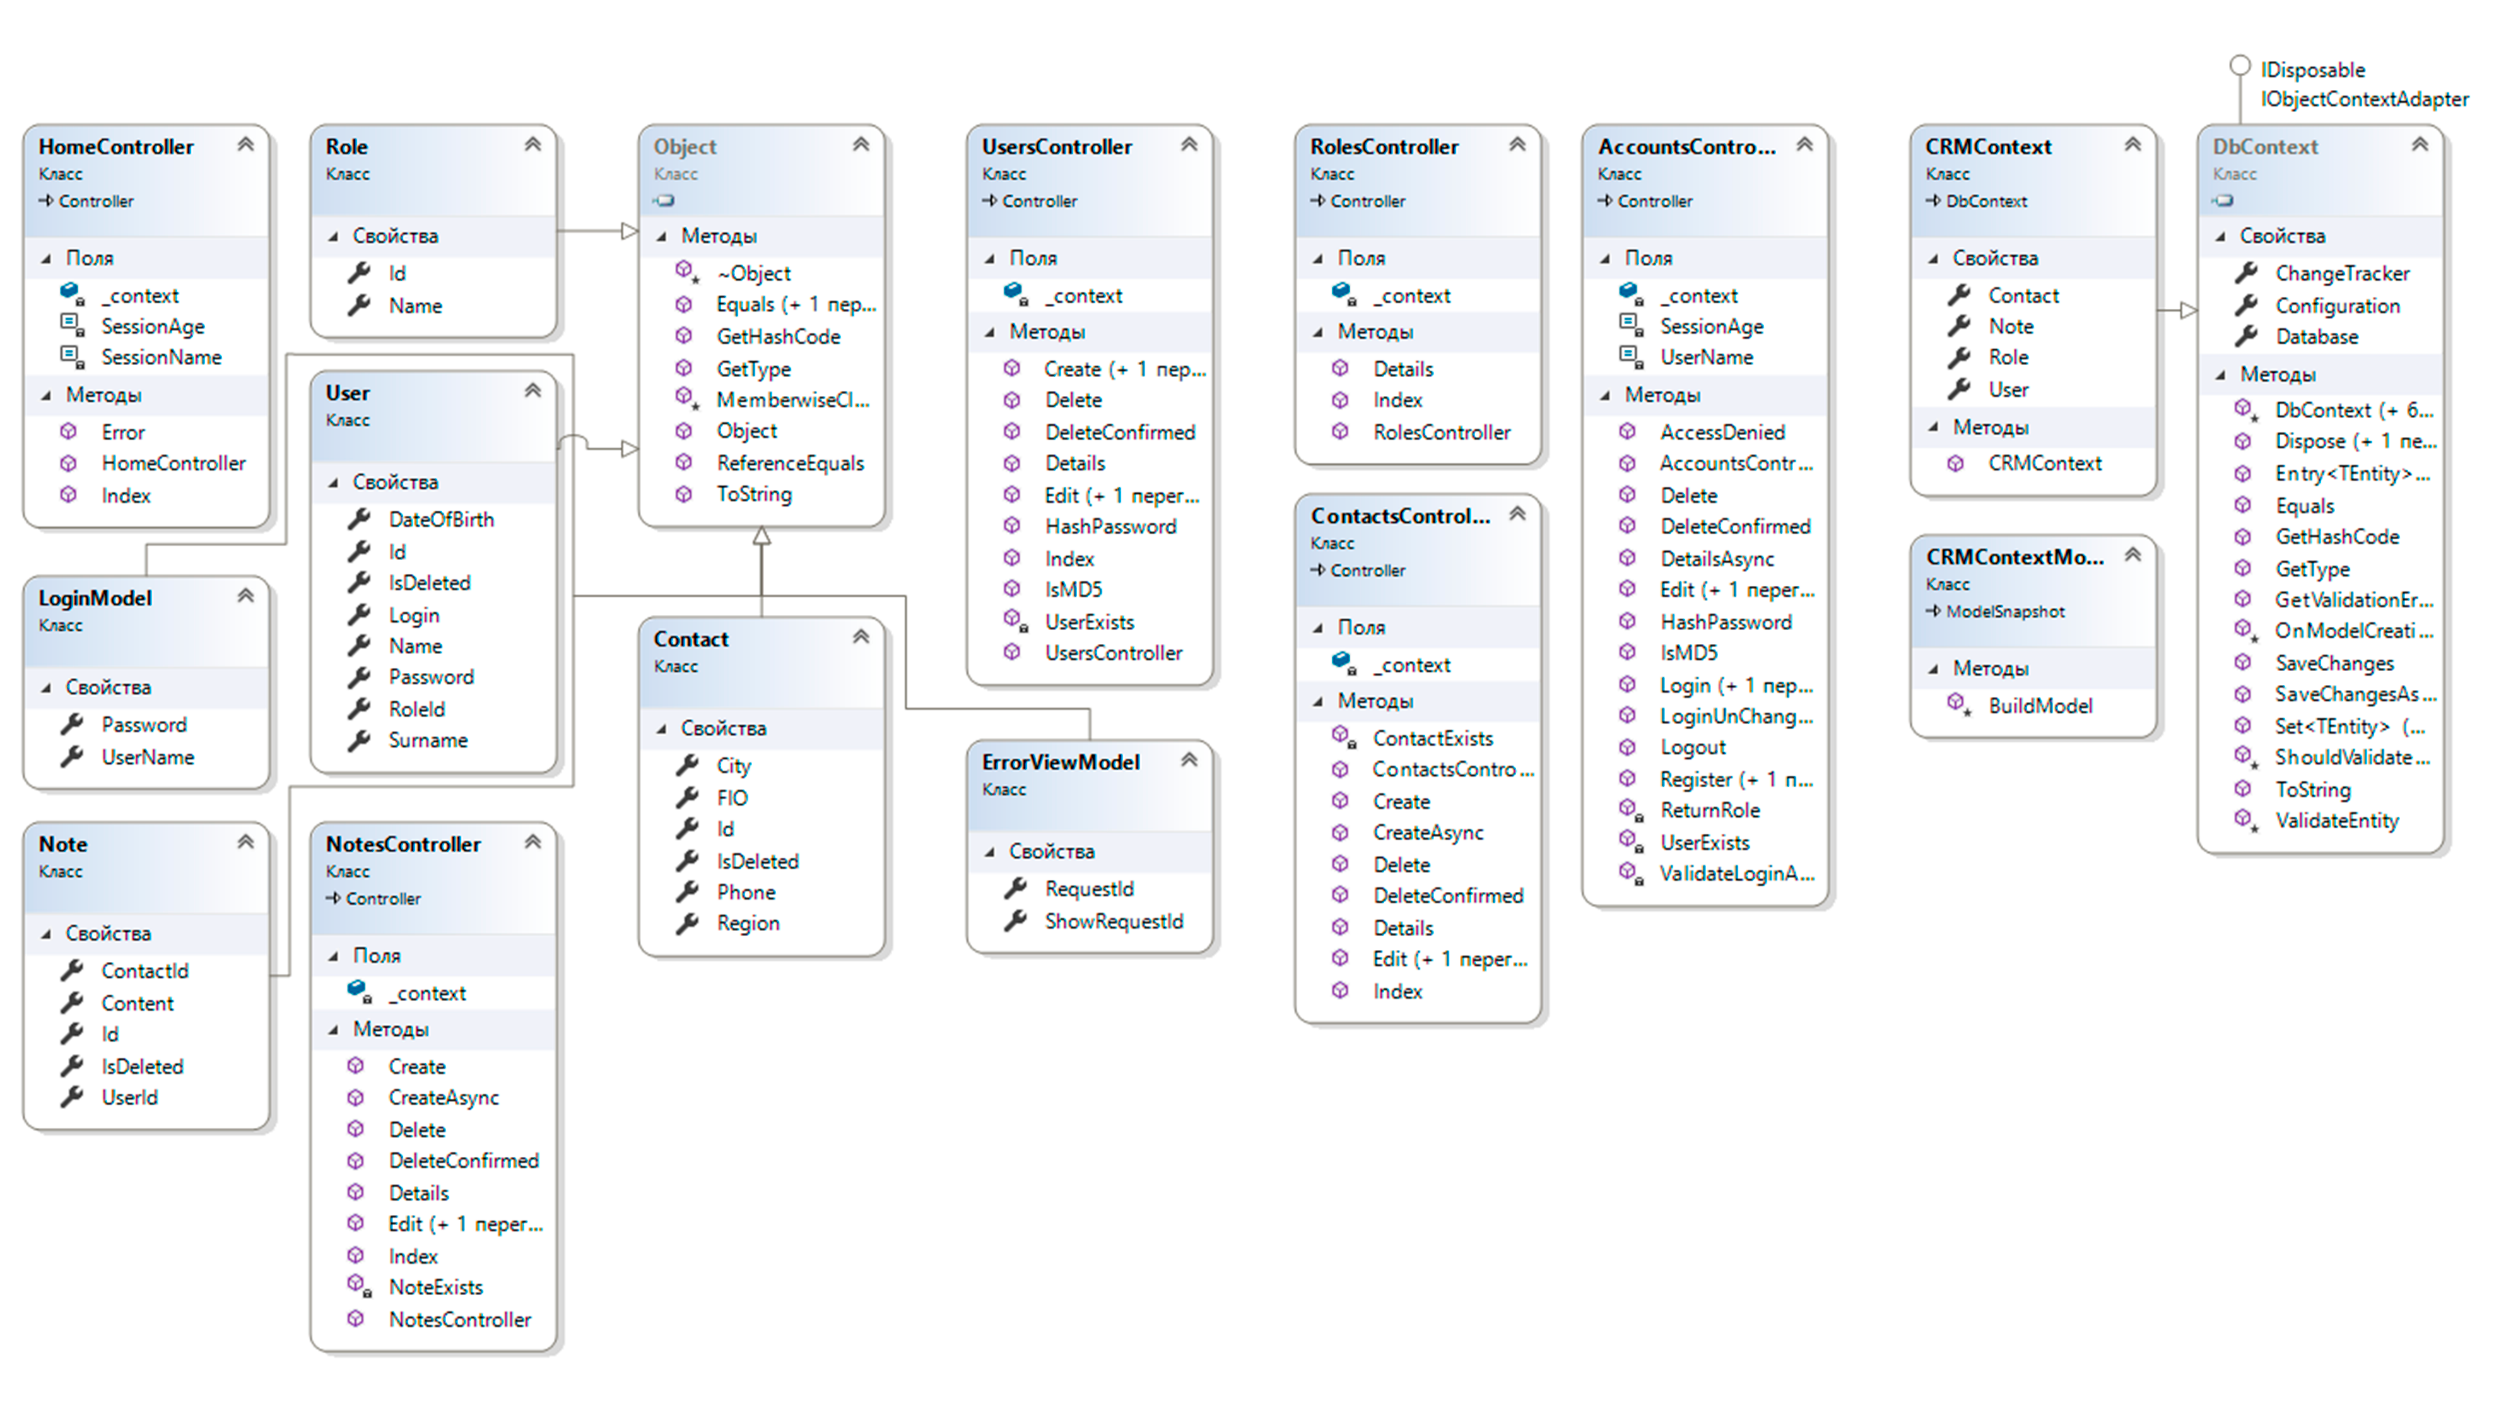 IDisposable
IObjectContextAdapter
HomeController
Класс
Controller
Поля
_context
SessionAge
SessionName
Методы
Error
HomeController
Index
Role
Класс
Свойства
Id
Name
Object
Класс
Методы
~Object
Equals (+ 1 пер...
GetHashCode
GetType
MemberwiseCl...
Object
ReferenceEquals
ToString
UsersController
Класс
Controller
Поля
_context
Методы
Create (+ 1 пер...
Delete
DeleteConfirmed
Details
Edit (+ 1 перег...
HashPassword
Index
IsMD5
UserExists
UsersController
RolesController
Класс
Controller
Поля
_context
Методы
Details
Index
RolesController
AccountsContro...
Класс
Controller
Поля
_context
SessionAge
UserName
Методы
AccessDenied
AccountsContr...
Delete
DeleteConfirmed
DetailsAsync
Edit (+ 1 перег...
HashPassword
IsMD5
Login (+ 1 пер...
LoginUnChang...
Logout
Register (+ 1 п...
ReturnRole
UserExists
ValidateLoginA...
CRMContext
Класс
DbContext
Свойства
Contact
Note
Role
User
Методы
CRMContext
DbContext
Класс
Свойства
ChangeTracker
Configuration
Database
Методы
DbContext (+ 6...
Dispose (+ 1 пе...
Entry<TEntity>...
Equals
GetHashCode
GetType
GetValidationEr...
OnModelCreati...
SaveChanges
SaveChangesAs...
Set<TEntity> (...
ShouldValidate...
ToString
ValidateEntity
User
Класс
Свойства
DateOfBirth
Id
IsDeleted
Login
Name
Password
RoleId
Surname
ContactsControl...
Класс
Controller
Поля
_context
Методы
ContactExists
ContactsContro...
Create
CreateAsync
Delete
DeleteConfirmed
Details
Edit (+ 1 перег...
Index
CRMContextMo...
Класс
ModelSnapshot
Методы
BuildModel
LoginModel
Класс
Свойства
Password
UserName
Contact
Класс
Свойства
City
FIO
Id
IsDeleted
Phone
Region
ErrorViewModel
Класс
Свойства
RequestId
ShowRequestId
Note
Класс
Свойства
ContactId
Content
Id
IsDeleted
UserId
NotesController
Класс
Controller
Поля
_context
Методы
Create
CreateAsync
Delete
DeleteConfirmed
Details
Edit (+ 1 перег...
Index
NoteExists
NotesController